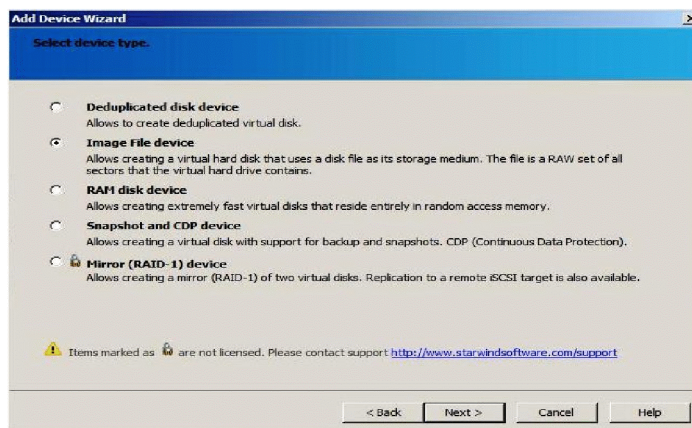 Add Device Wizard
Select device type.
Deduplicated disk device
Allows to create deduplicated virtual disk.
Image File device
Allows creating a virtual hard disk that uses a disk file as its storage medium. The file is a RAW set of all
sectors that the virtual hard drive contains.
RAM disk device
Allows creating extremely fast virtual disks that reside entirely in random access memory.
Snapshot and CDP device
Allows creating a virtual disk with support for backup and snapshots. CDP (Continuous Data Protection).
Mirror (RAID-1) device
Allows creating a mirror (RAID-1) of two virtual disks. Replication to a remote iSCSI target is also available.
Items marked as are not licensed. Please contact support http://www.starwindsoftware.com/support
< Back Next > Cancel Help